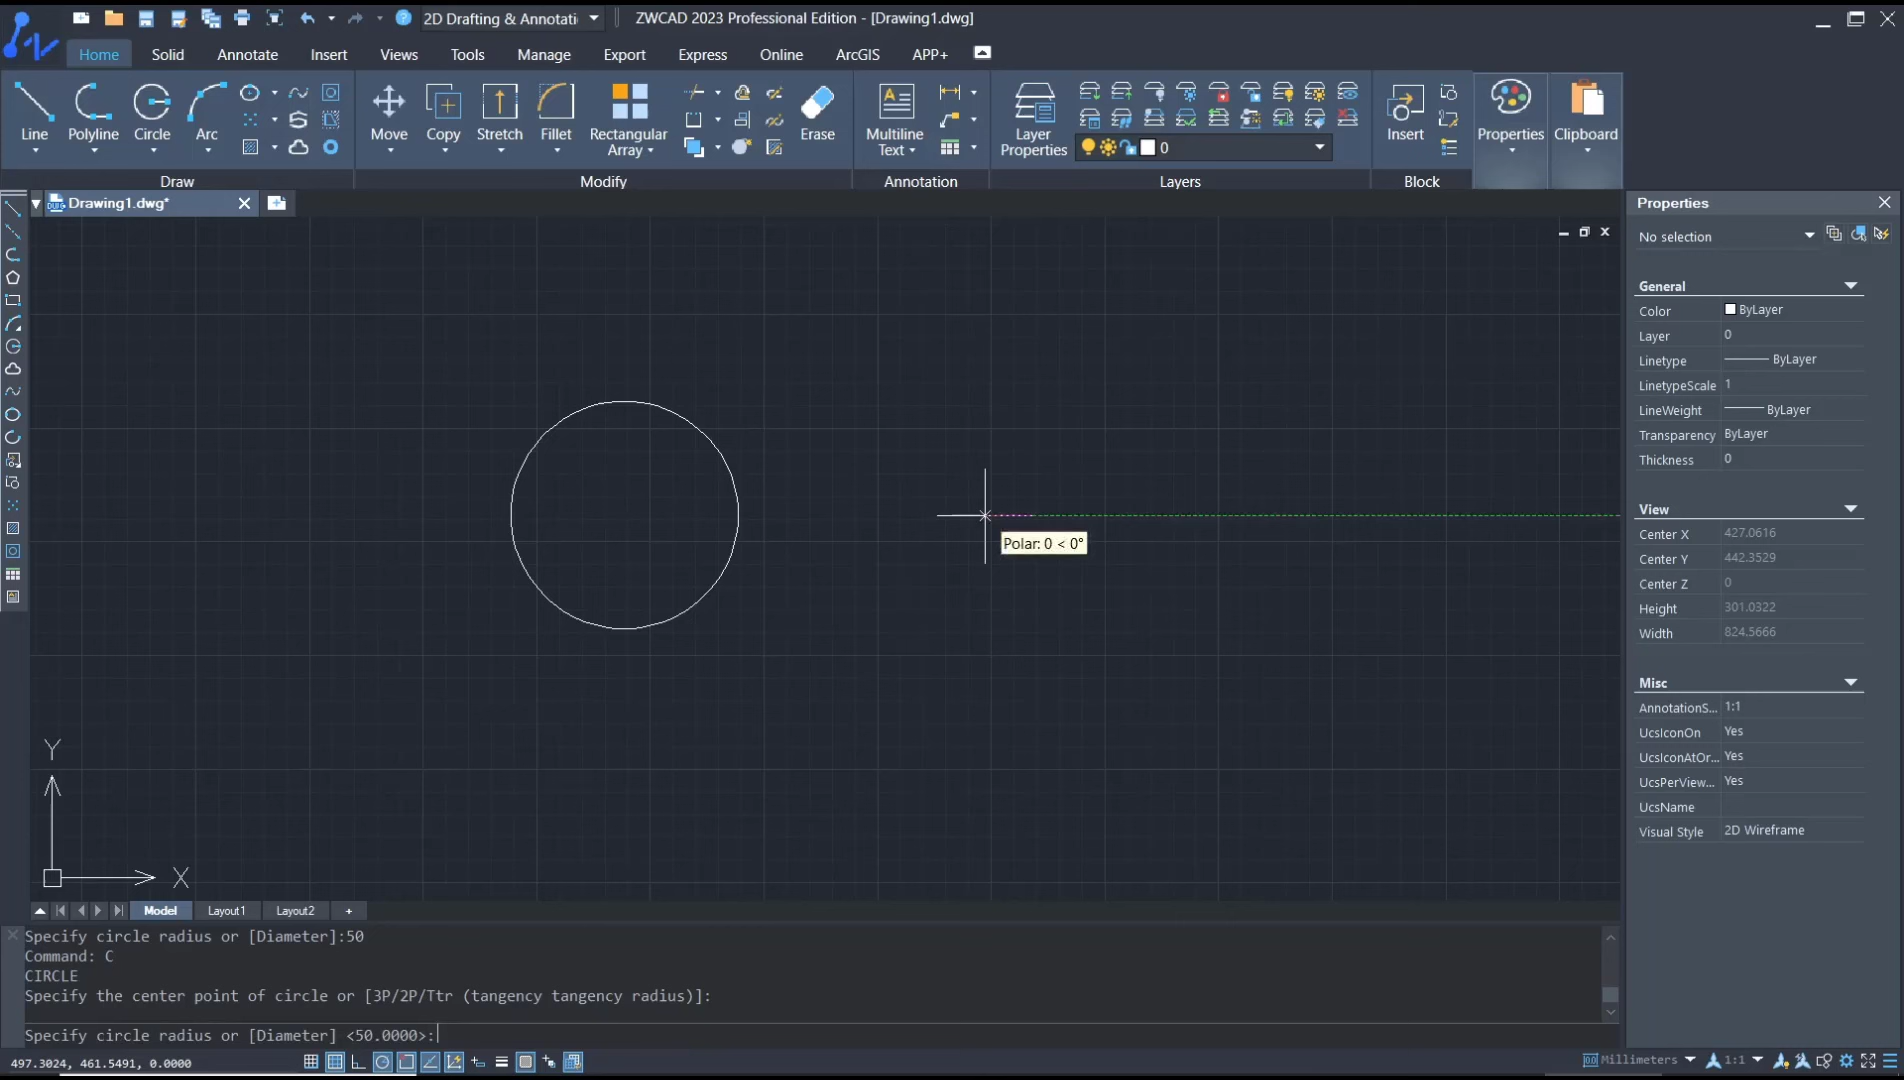 2D Drafting & Annotati
ZWCAD 2023 Professional Edition - [Drawing1.dwg]
Home
Solid
Annotate
Insert
Views
Tools
Manage
Export
Express
Online
ArcGIS
APP+
Line
Polyline
Circle
Arc
Move
Copy
Stretch
Fillet
Rectangular
Array
Erase
Multiline
Text
Layer
Properties
0
Insert
Properties
Clipboard
Draw
Modify
Annotation
Layers
Block
Drawing1.dwg*
Properties
No selection
General
Color ByLayer
Layer 0
Linetype ByLayer
LinetypeScale 1
LineWeight ByLayer
Transparency ByLayer
Thickness 0
View
Center X 427.0616
Center Y 442.3529
Center Z 0
Height 301.0322
Width 824.5666
Misc
AnnotationS... 1:1
UcsIconOn Yes
UcsIconAtOr... Yes
UcsPerView... Yes
UcsName
Visual Style 2D Wireframe
Polar: 0 < 0°
Y
X
Model
Layout1
Layout2
+
Specify circle radius or [Diameter]:50
Command: C
CIRCLE
Specify the center point of circle or [3P/2P/Ttr (tangency tangency radius)]:
Specify circle radius or [Diameter] <50.0000>:
497.3024, 461.5491, 0.0000
Millimeters
1:1